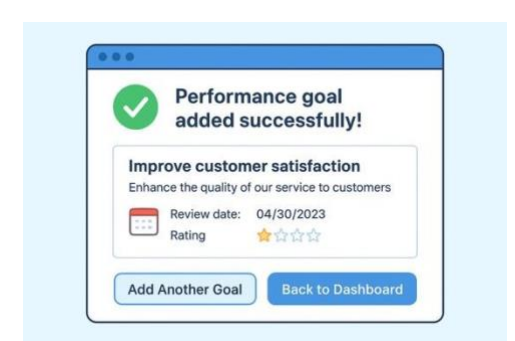 Performance goal
added successfully!
Improve customer satisfaction
Enhance the quality of our service to customers
Review date: 04/30/2023
Rating
Add Another Goal
Back to Dashboard